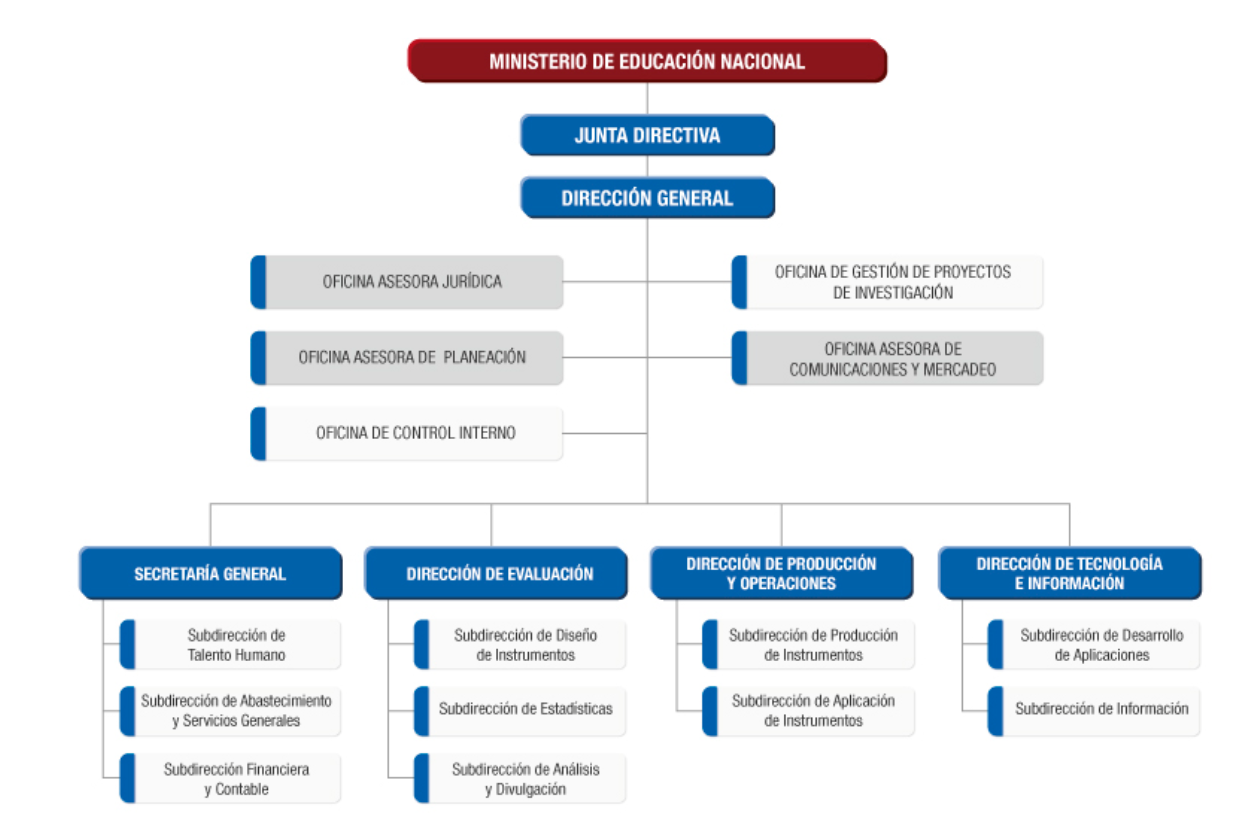 MINISTERIO DE EDUCACIÓN NACIONAL
JUNTA DIRECTIVA
DIRECCIÓN GENERAL
OFICINA ASESORA JURÍDICA
OFICINA DE GESTIÓN DE PROYECTOS
DE INVESTIGACIÓN
OFICINA ASESORA DE PLANEACIÓN
OFICINA ASESORA DE
COMUNICACIONES Y MERCADEO
OFICINA DE CONTROL INTERNO
SECRETARÍA GENERAL
Subdirección de
Talento Humano
Subdirección de Abastecimiento
y Servicios Generales
Subdirección Financiera
y Contable
DIRECCIÓN DE EVALUACIÓN
Subdirección de Diseño
de Instrumentos
Subdirección de Estadísticas
Subdirección de Análisis
y Divulgación
DIRECCIÓN DE PRODUCCIÓN
Y OPERACIONES
Subdirección de Producción
de Instrumentos
Subdirección de Aplicación
de Instrumentos
DIRECCIÓN DE TECNOLOGÍA
E INFORMACIÓN
Subdirección de Desarrollo
de Aplicaciones
Subdirección de Información